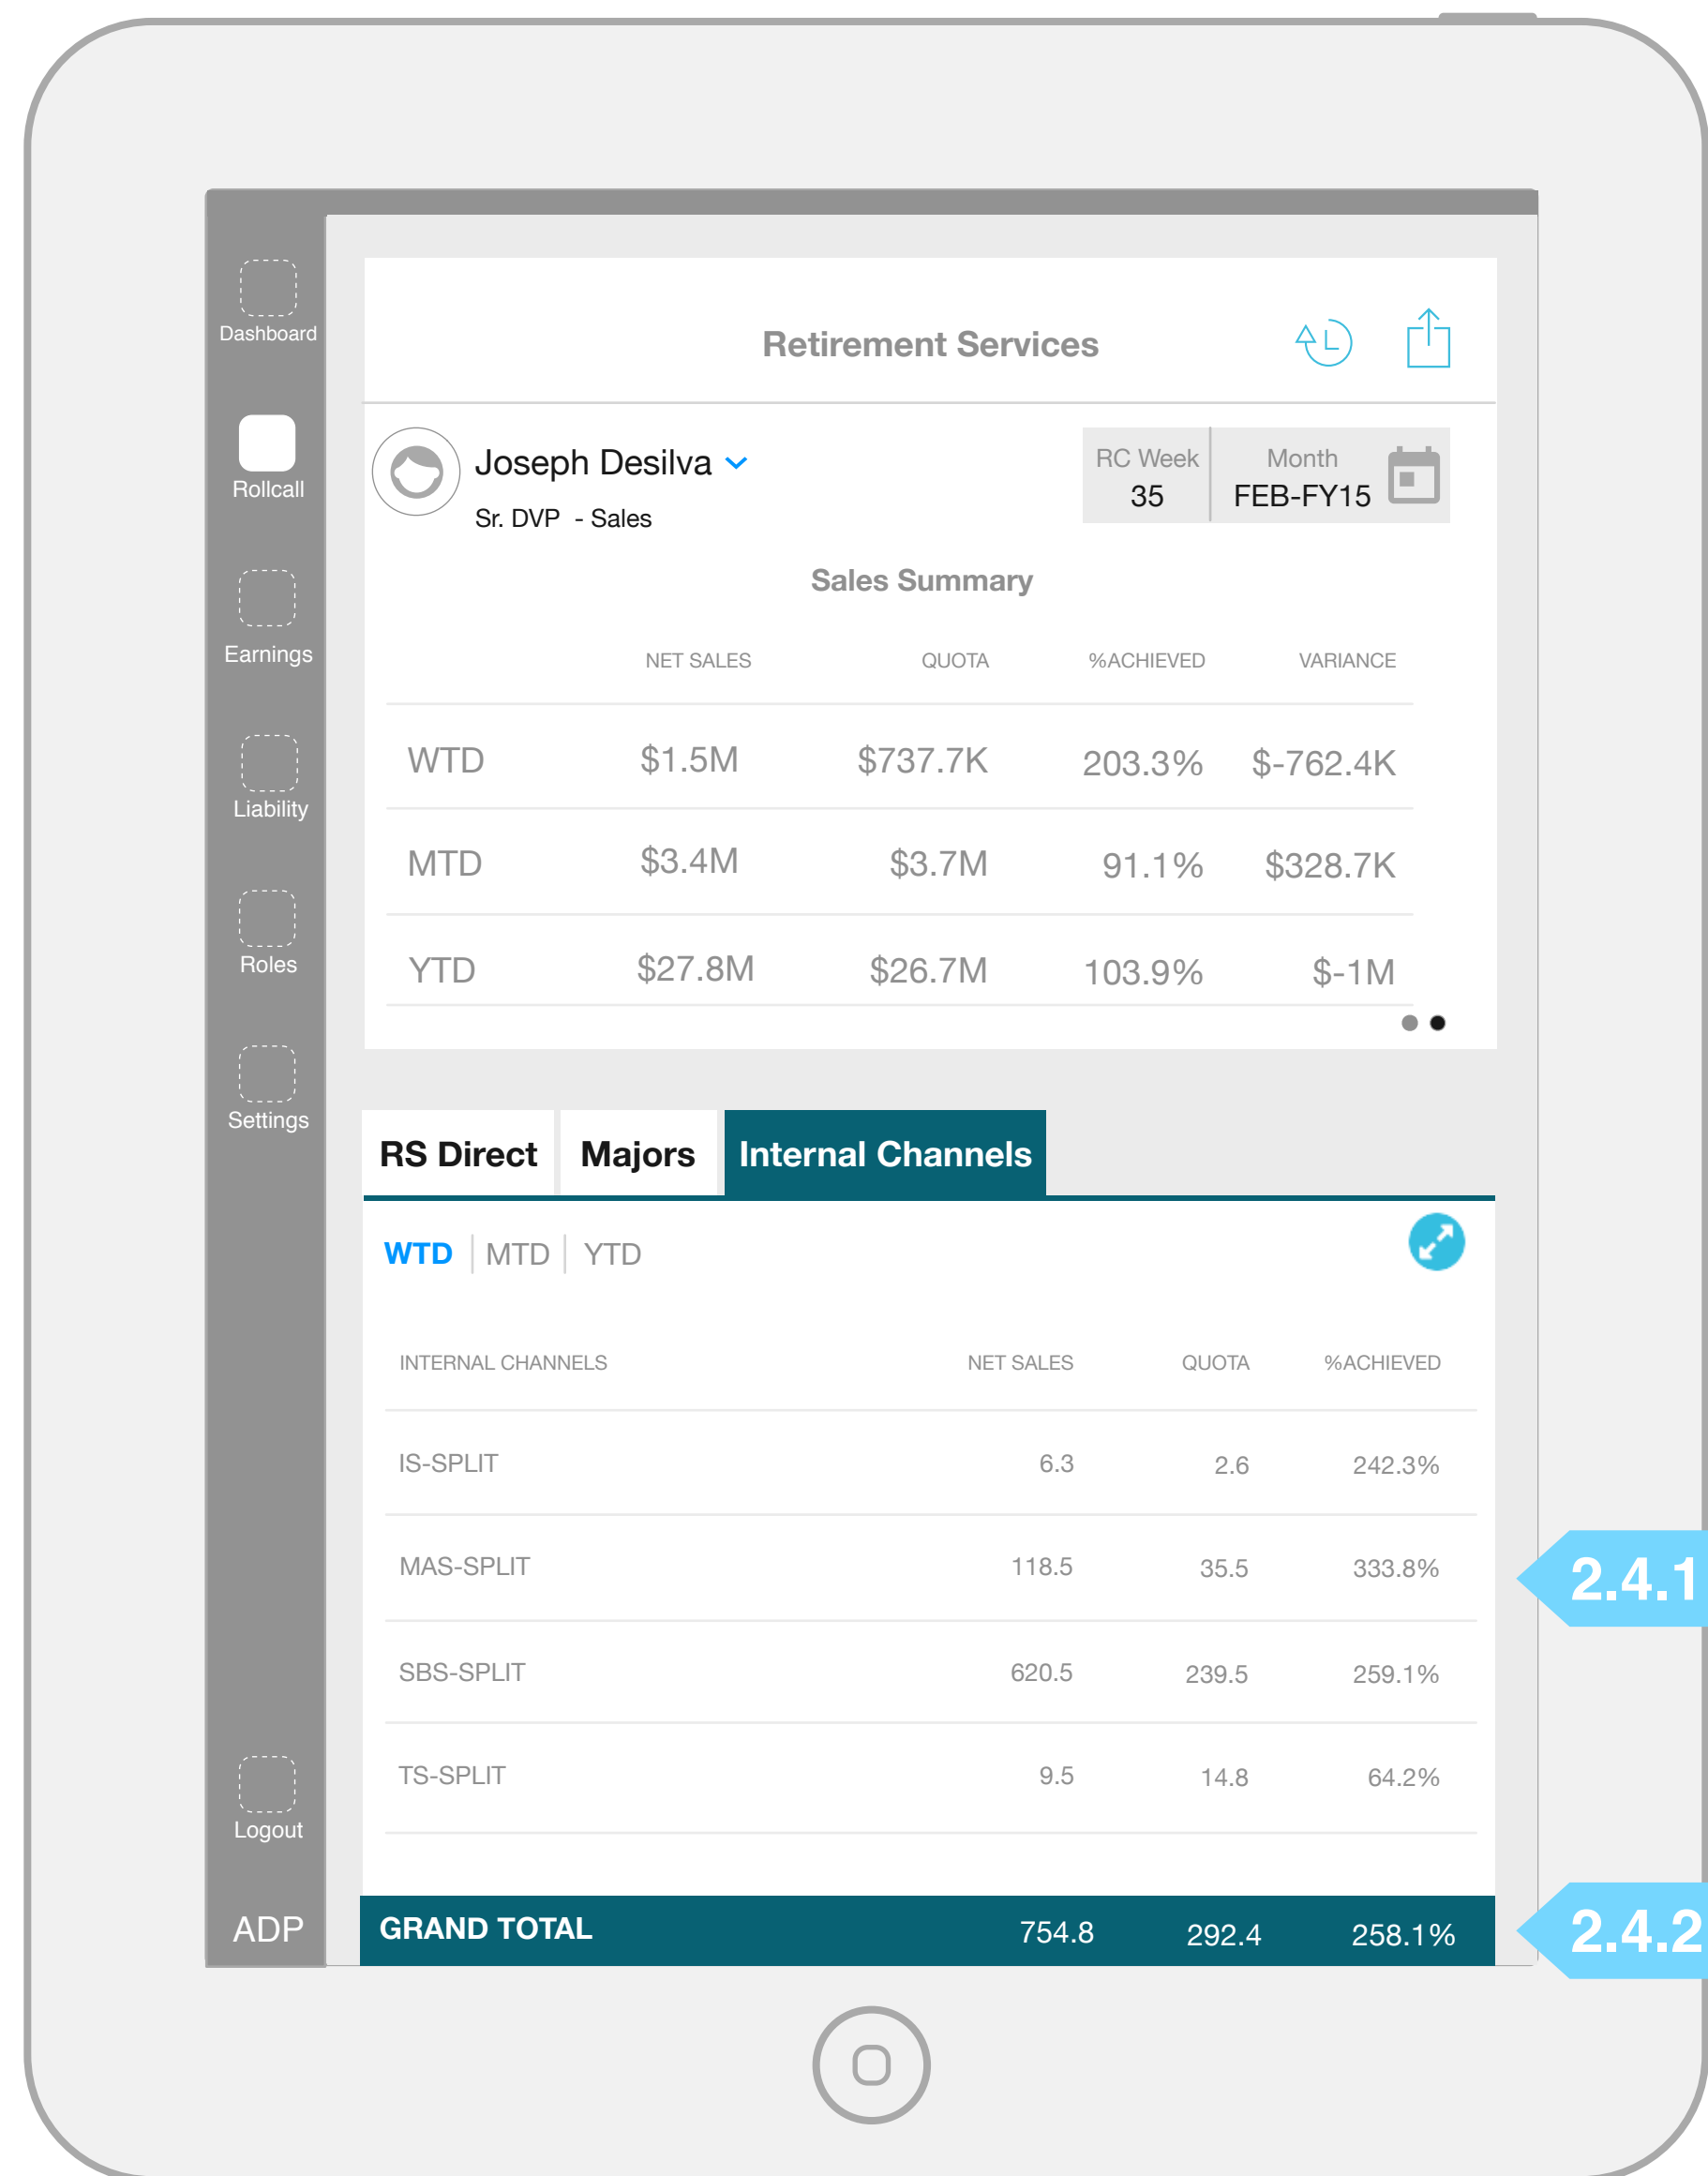 Dashboard
Rollcall
Earnings
Liability
Roles
Settings
Logout
ADP
Retirement Services
Joseph Desilva
Sr. DVP - Sales
RC Week Month
35 FEB-FY15
Sales Summary
NET SALES QUOTA %ACHIEVED VARIANCE
WTD $1.5M $737.7K 203.3% $-762.4K
MTD $3.4M $3.7M 91.1% $328.7K
YTD $27.8M $26.7M 103.9% $-1M
RS Direct Majors Internal Channels
WTD MTD YTD
INTERNAL CHANNELS NET SALES QUOTA %ACHIEVED
IS-SPLIT 6.3 2.6 242.3%
MAS-SPLIT 118.5 35.5 333.8%
2.4.1
SBS-SPLIT 620.5 239.5 259.1%
TS-SPLIT 9.5 14.8 64.2%
GRAND TOTAL 754.8 292.4 258.1%
2.4.2